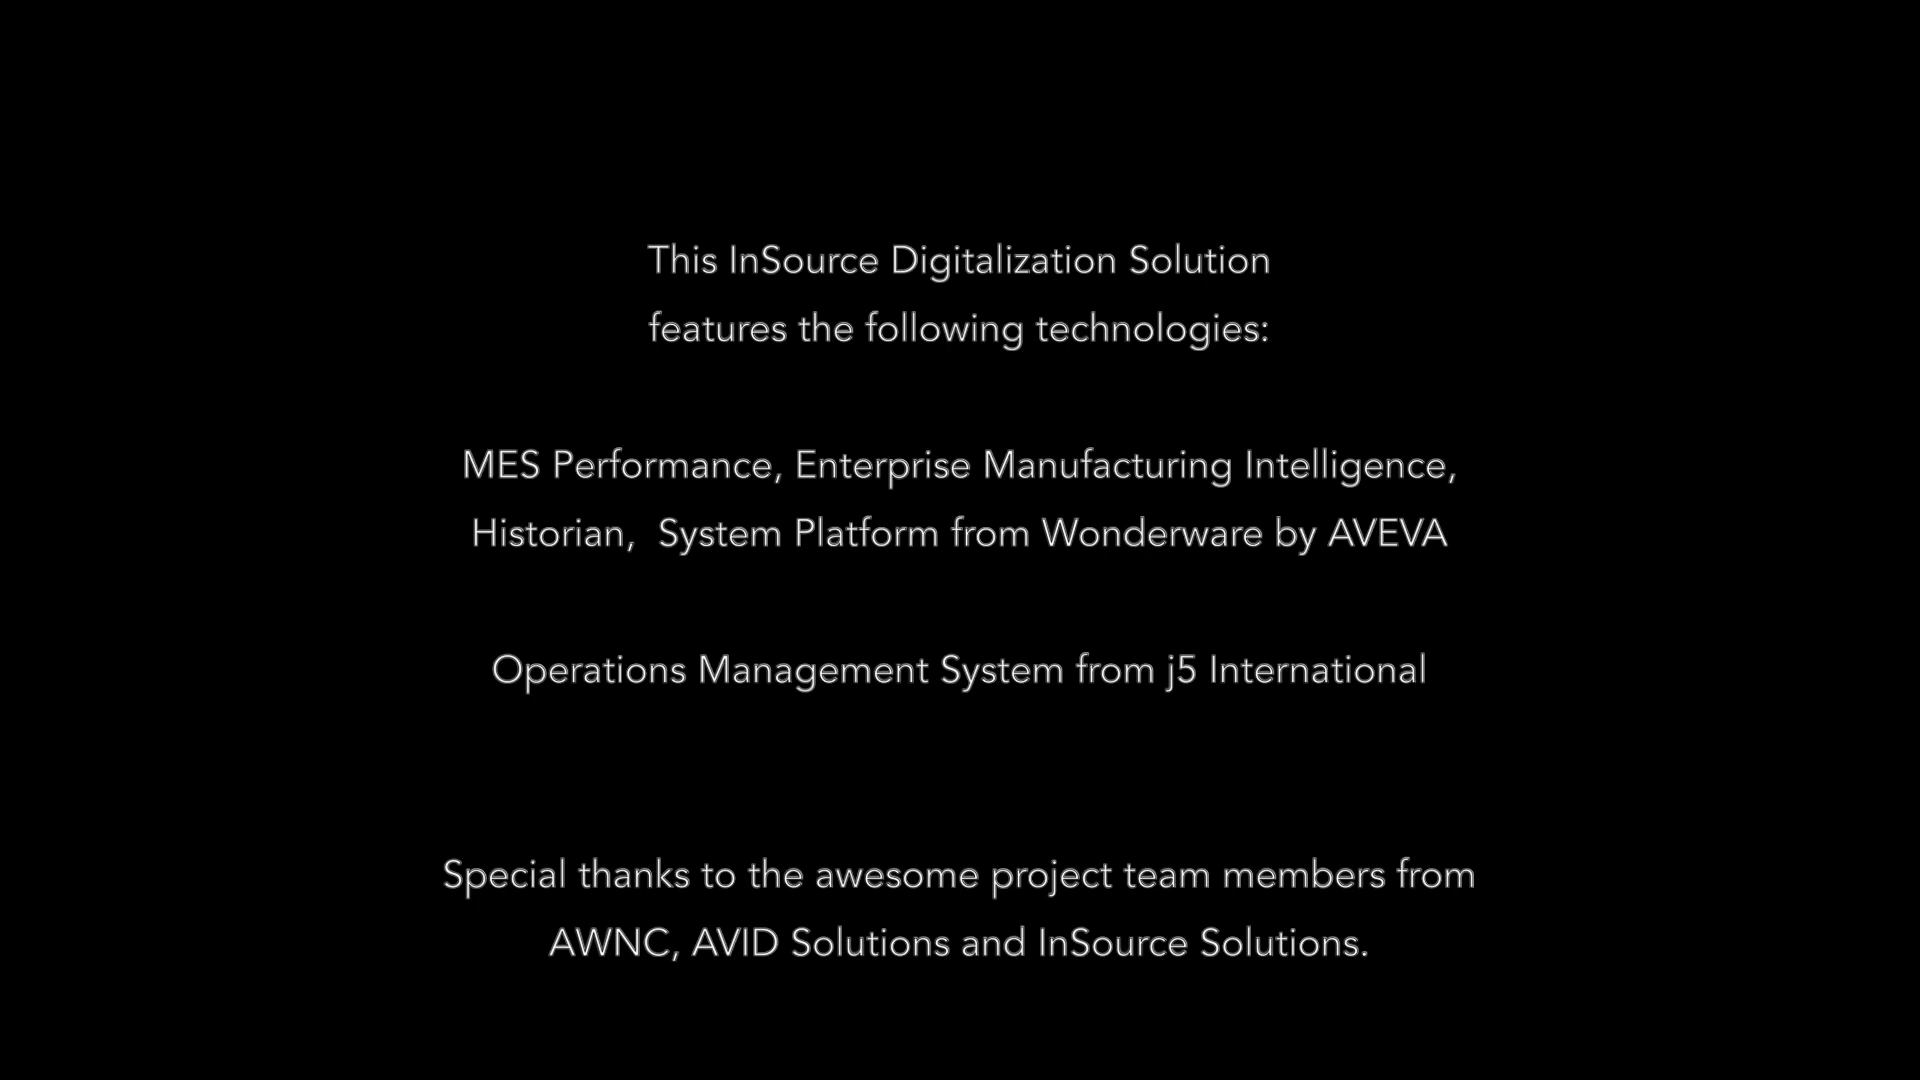 This InSource Digitalization Solution
features the following technologies:
MES Performance, Enterprise Manufacturing Intelligence,
Historian,  System Platform from Wonderware by AVEVA
Operations Management System from j5 International
Special thanks to the awesome project team members from
AWNC, AVID Solutions and InSource Solutions.